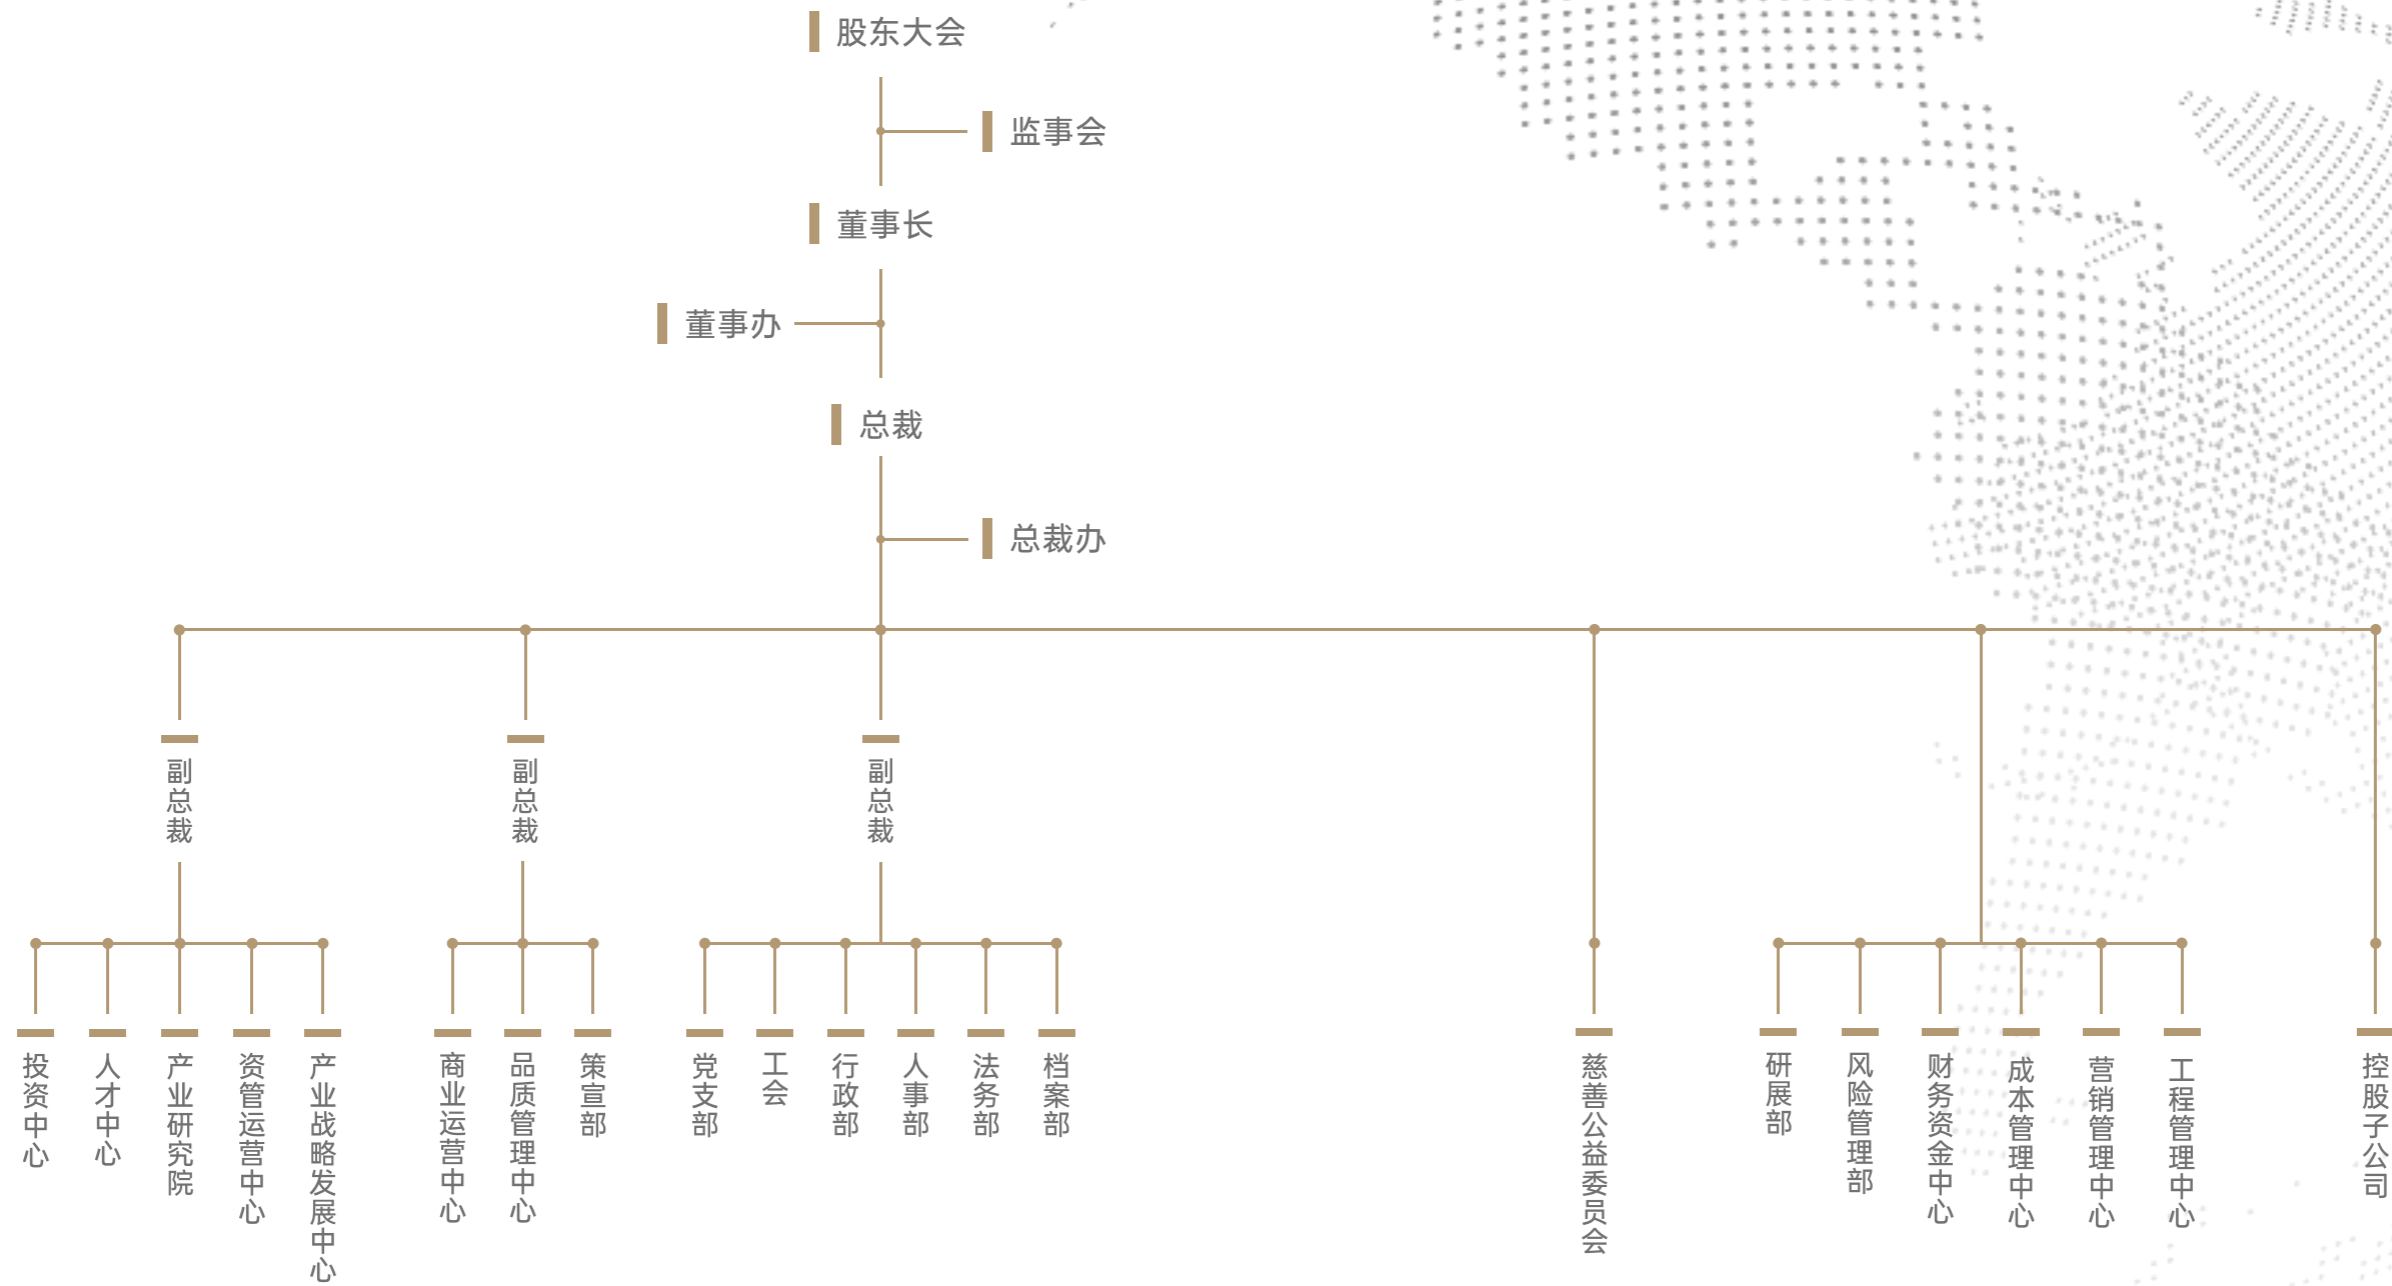 股东大会
监事会
董事长
董事办
总裁
总裁办
副总裁
副总裁
副总裁
投资中心
人才中心
产业研究院
资管运营中心
产业战略发展中心
商业运营中心
品质管理中心
策宣部
党支部
工会
行政部
人事部
法务部
档案部
慈善公益委员会
研展部
风险管理部
财务资金中心
成本管理中心
营销管理中心
工程管理中心
控股子公司